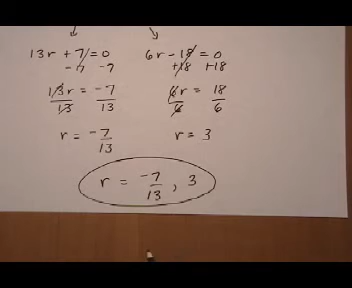 13r + 7 = 0 6r - 18 = 0
-7 -7 +18 +18
13r = -7 6r = 18
13 13 6 6
r = -7/13 r = 3
r = -7/13, 3